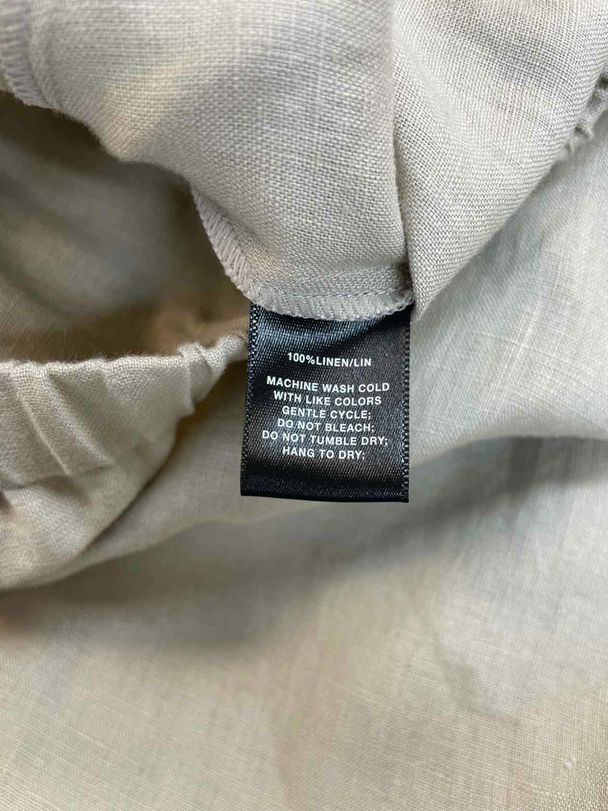 100%LINEN/LIN
MACHINE WASH COLD
WITH LIKE COLORS
GENTLE CYCLE;
DO NOT BLEACH;
DO NOT TUMBLE DRY;
HANG TO DRY;